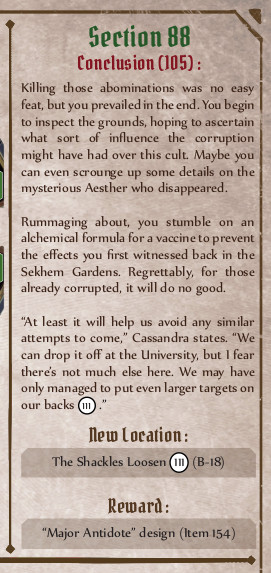 Section 88
Conclusion (105) :
Killing those abominations was no easy
feat, but you prevailed in the end. You begin
to inspect the grounds, hoping to ascertain
what sort of influence the corruption
might have had over this cult. Maybe you
can even scrounge up some details on the
mysterious Aesther who disappeared.
Rummaging about, you stumble on an
alchemical formula for a vaccine to prevent
the effects you first witnessed back in the
Sekhem Gardens. Regrettably, for those
already corrupted, it will do no good.
“At least it will help us avoid any similar
attempts to come,” Cassandra states. “We
can drop it off at the University, but I fear
there’s not much else here. We may have
only managed to put even larger targets on
our backs 111 .”
New Location :
The Shackles Loosen 111 (B-18)
Reward :
“Major Antidote” design (Item 154)